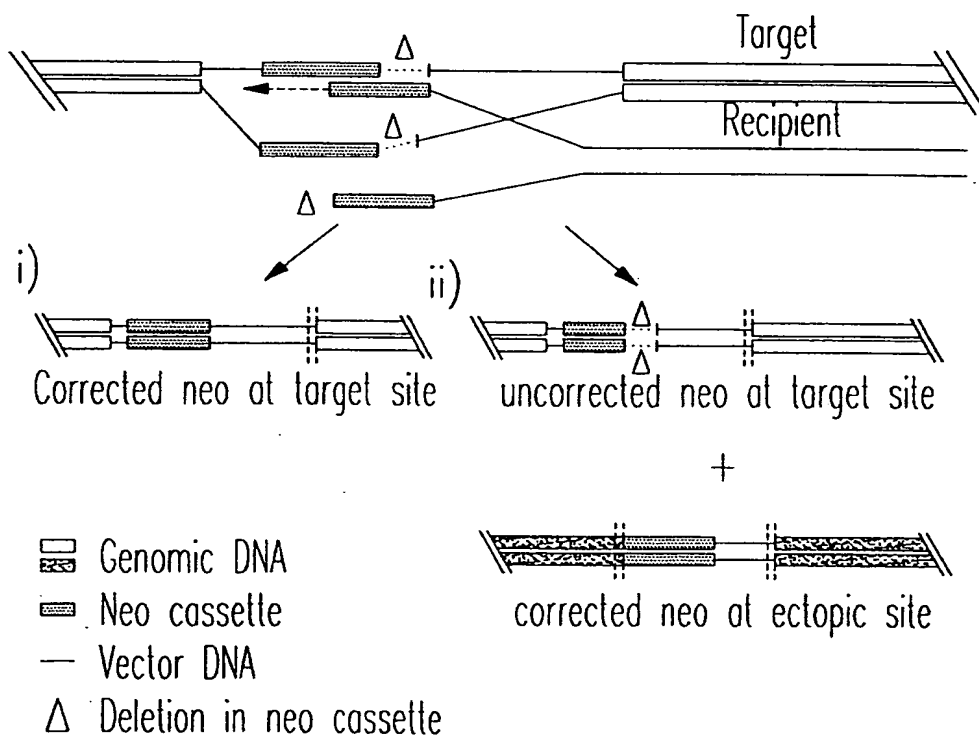 Δ
Target
Δ
Recipient
Δ
i)
ii)
Δ
Corrected neo at target site
Δ
uncorrected neo at target site
+
Genomic DNA
Neo cassette
corrected neo at ectopic site
Vector DNA
Δ Deletion in neo cassette